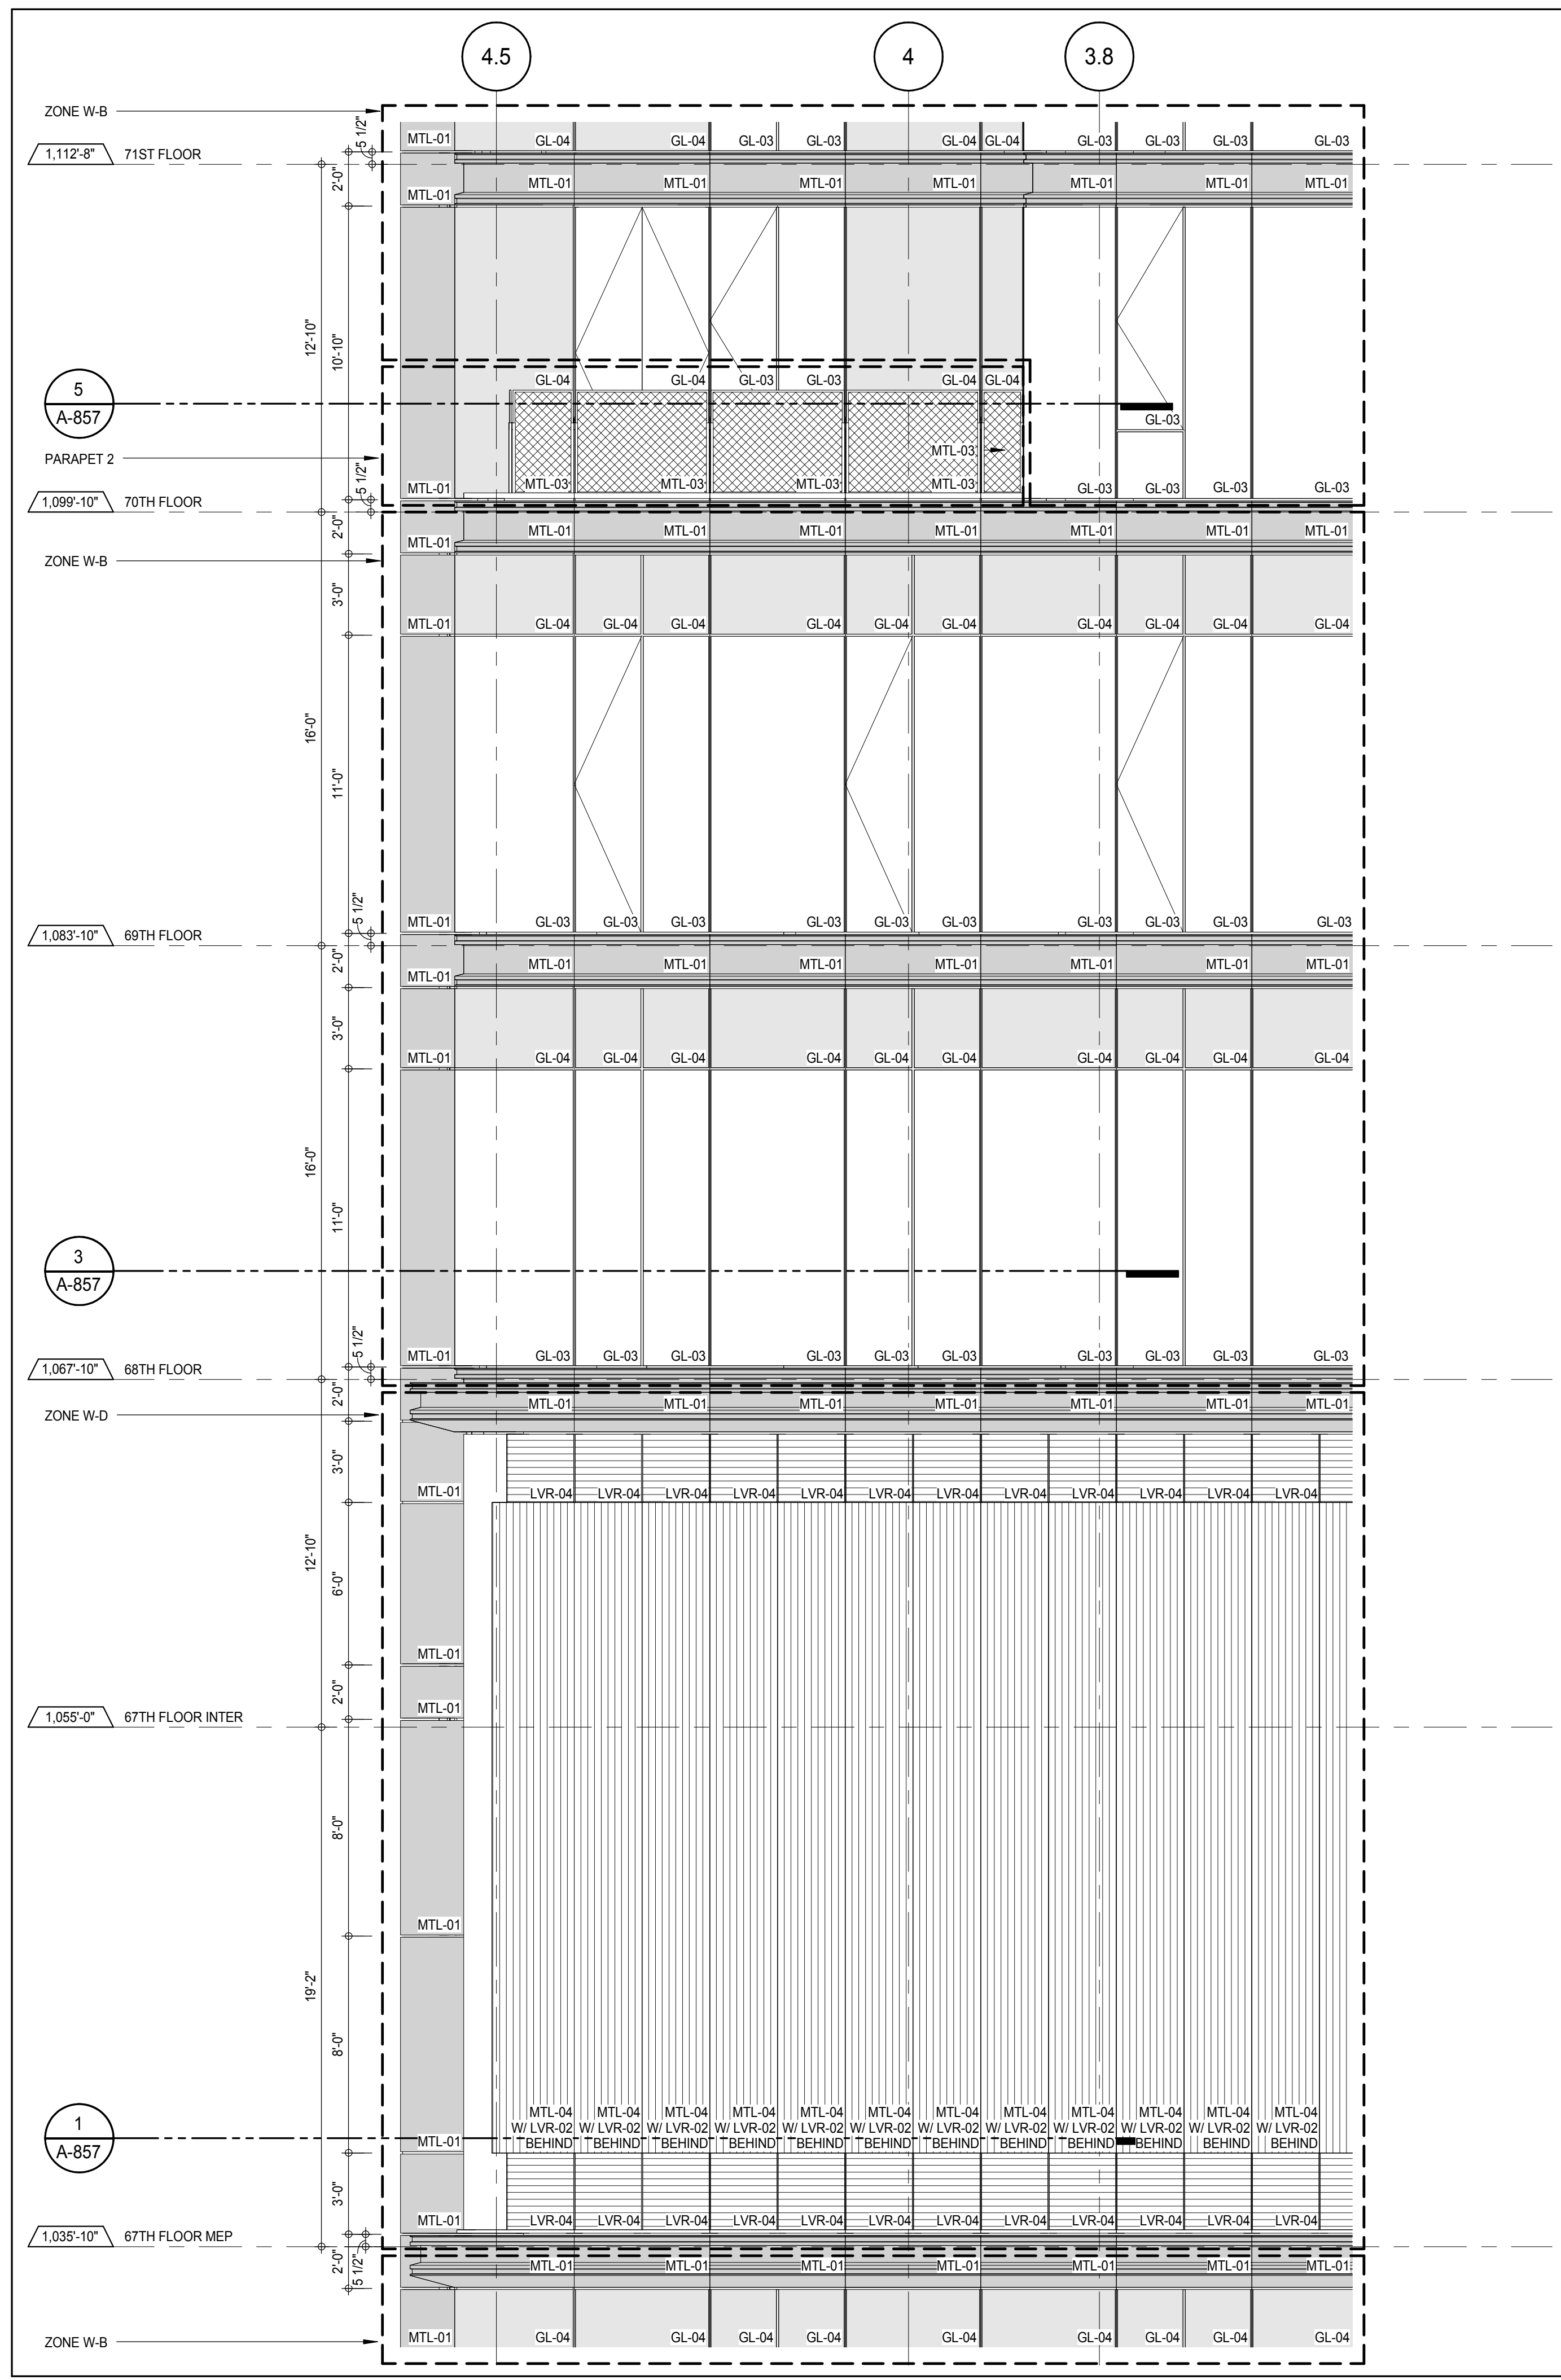 4.5 4 3.8
ZONE W-B
5 1/2"
MTL-01 GL-04 GL-04 GL-03 GL-03 GL-04 GL-04 GL-03 GL-03 GL-03 GL-03
1,112'-8" 71ST FLOOR
2'-0"
MTL-01 MTL-01 MTL-01 MTL-01 MTL-01 MTL-01 MTL-01
MTL-01
12'-10"
10'-10"
GL-04 GL-04 GL-03 GL-03 GL-04 GL-04
5
A-857
GL-03
MTL-03
PARAPET 2
5 1/2"
MTL-01 MTL-03 MTL-03 MTL-03 MTL-03 GL-03 GL-03 GL-03 GL-03
1,099'-10" 70TH FLOOR
2'-0"
MTL-01 MTL-01 MTL-01 MTL-01 MTL-01 MTL-01 MTL-01
MTL-01
ZONE W-B
3'-0"
MTL-01 GL-04 GL-04 GL-04 GL-04 GL-04 GL-04 GL-04 GL-04 GL-04 GL-04
16'-0"
11'-0"
5 1/2"
MTL-01 GL-03 GL-03 GL-03 GL-03 GL-03 GL-03 GL-03 GL-03 GL-03 GL-03
1,083'-10" 69TH FLOOR
2'-0"
MTL-01 MTL-01 MTL-01 MTL-01 MTL-01 MTL-01 MTL-01
MTL-01
3'-0"
MTL-01 GL-04 GL-04 GL-04 GL-04 GL-04 GL-04 GL-04 GL-04 GL-04 GL-04
16'-0"
11'-0"
3
A-857
5 1/2"
MTL-01 GL-03 GL-03 GL-03 GL-03 GL-03 GL-03 GL-03 GL-03 GL-03 GL-03
1,067'-10" 68TH FLOOR
2'-0"
MTL-01 MTL-01 MTL-01 MTL-01 MTL-01 MTL-01 MTL-01
ZONE W-D
3'-0"
MTL-01 LVR-04 LVR-04 LVR-04 LVR-04 LVR-04 LVR-04 LVR-04 LVR-04 LVR-04 LVR-04 LVR-04 LVR-04
12'-10"
6'-0"
MTL-01
2'-0"
MTL-01
1,055'-0" 67TH FLOOR INTER
8'-0"
MTL-01
19'-2"
8'-0"
MTL-04 MTL-04 MTL-04 MTL-04 MTL-04 MTL-04 MTL-04 MTL-04 MTL-04 MTL-04 MTL-04 MTL-04
W/ LVR-02 W/ LVR-02 W/ LVR-02 W/ LVR-02 W/ LVR-02 W/ LVR-02 W/ LVR-02 W/ LVR-02 W/ LVR-02 W/ LVR-02 W/ LVR-02 W/ LVR-02
BEHIND BEHIND BEHIND BEHIND BEHIND BEHIND BEHIND BEHIND BEHIND BEHIND BEHIND BEHIND
MTL-01
1
A-857
3'-0"
MTL-01 LVR-04 LVR-04 LVR-04 LVR-04 LVR-04 LVR-04 LVR-04 LVR-04 LVR-04 LVR-04 LVR-04 LVR-04
1,035'-10" 67TH FLOOR MEP
2'-0"
5 1/2"
MTL-01 MTL-01 MTL-01 MTL-01 MTL-01 MTL-01 MTL-01
ZONE W-B
MTL-01 GL-04 GL-04 GL-04 GL-04 GL-04 GL-04 GL-04 GL-04 GL-04